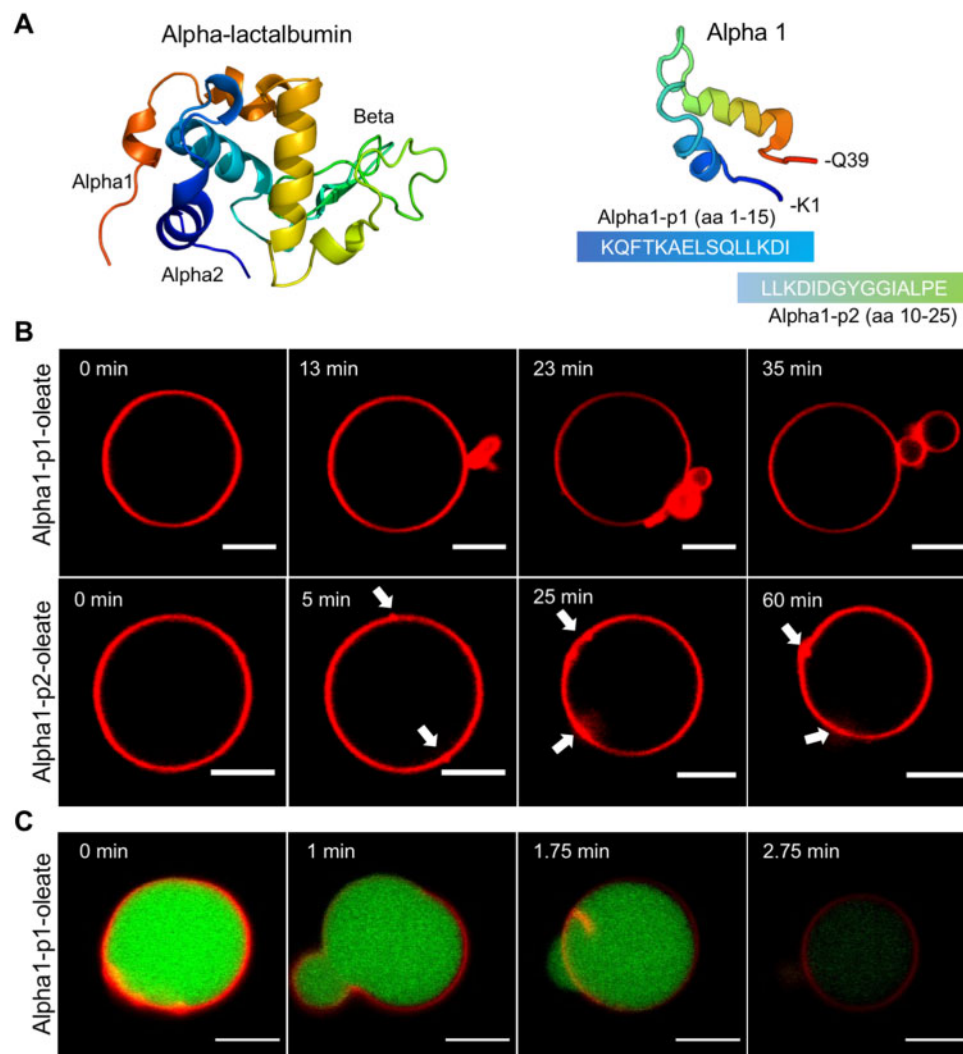 A
Alpha-lactalbumin
Alpha 1
Beta
Alpha1
Alpha2
-Q39
-K1
Alpha1-p1 (aa 1-15)
KQFTKAELSQLLKDI
LLKDIDGYGGIALPE
Alpha1-p2 (aa 10-25)
B
Alpha1-p1-oleate
0 min
13 min
23 min
35 min
Alpha1-p2-oleate
0 min
5 min
25 min
60 min
C
Alpha1-p1-oleate
0 min
1 min
1.75 min
2.75 min